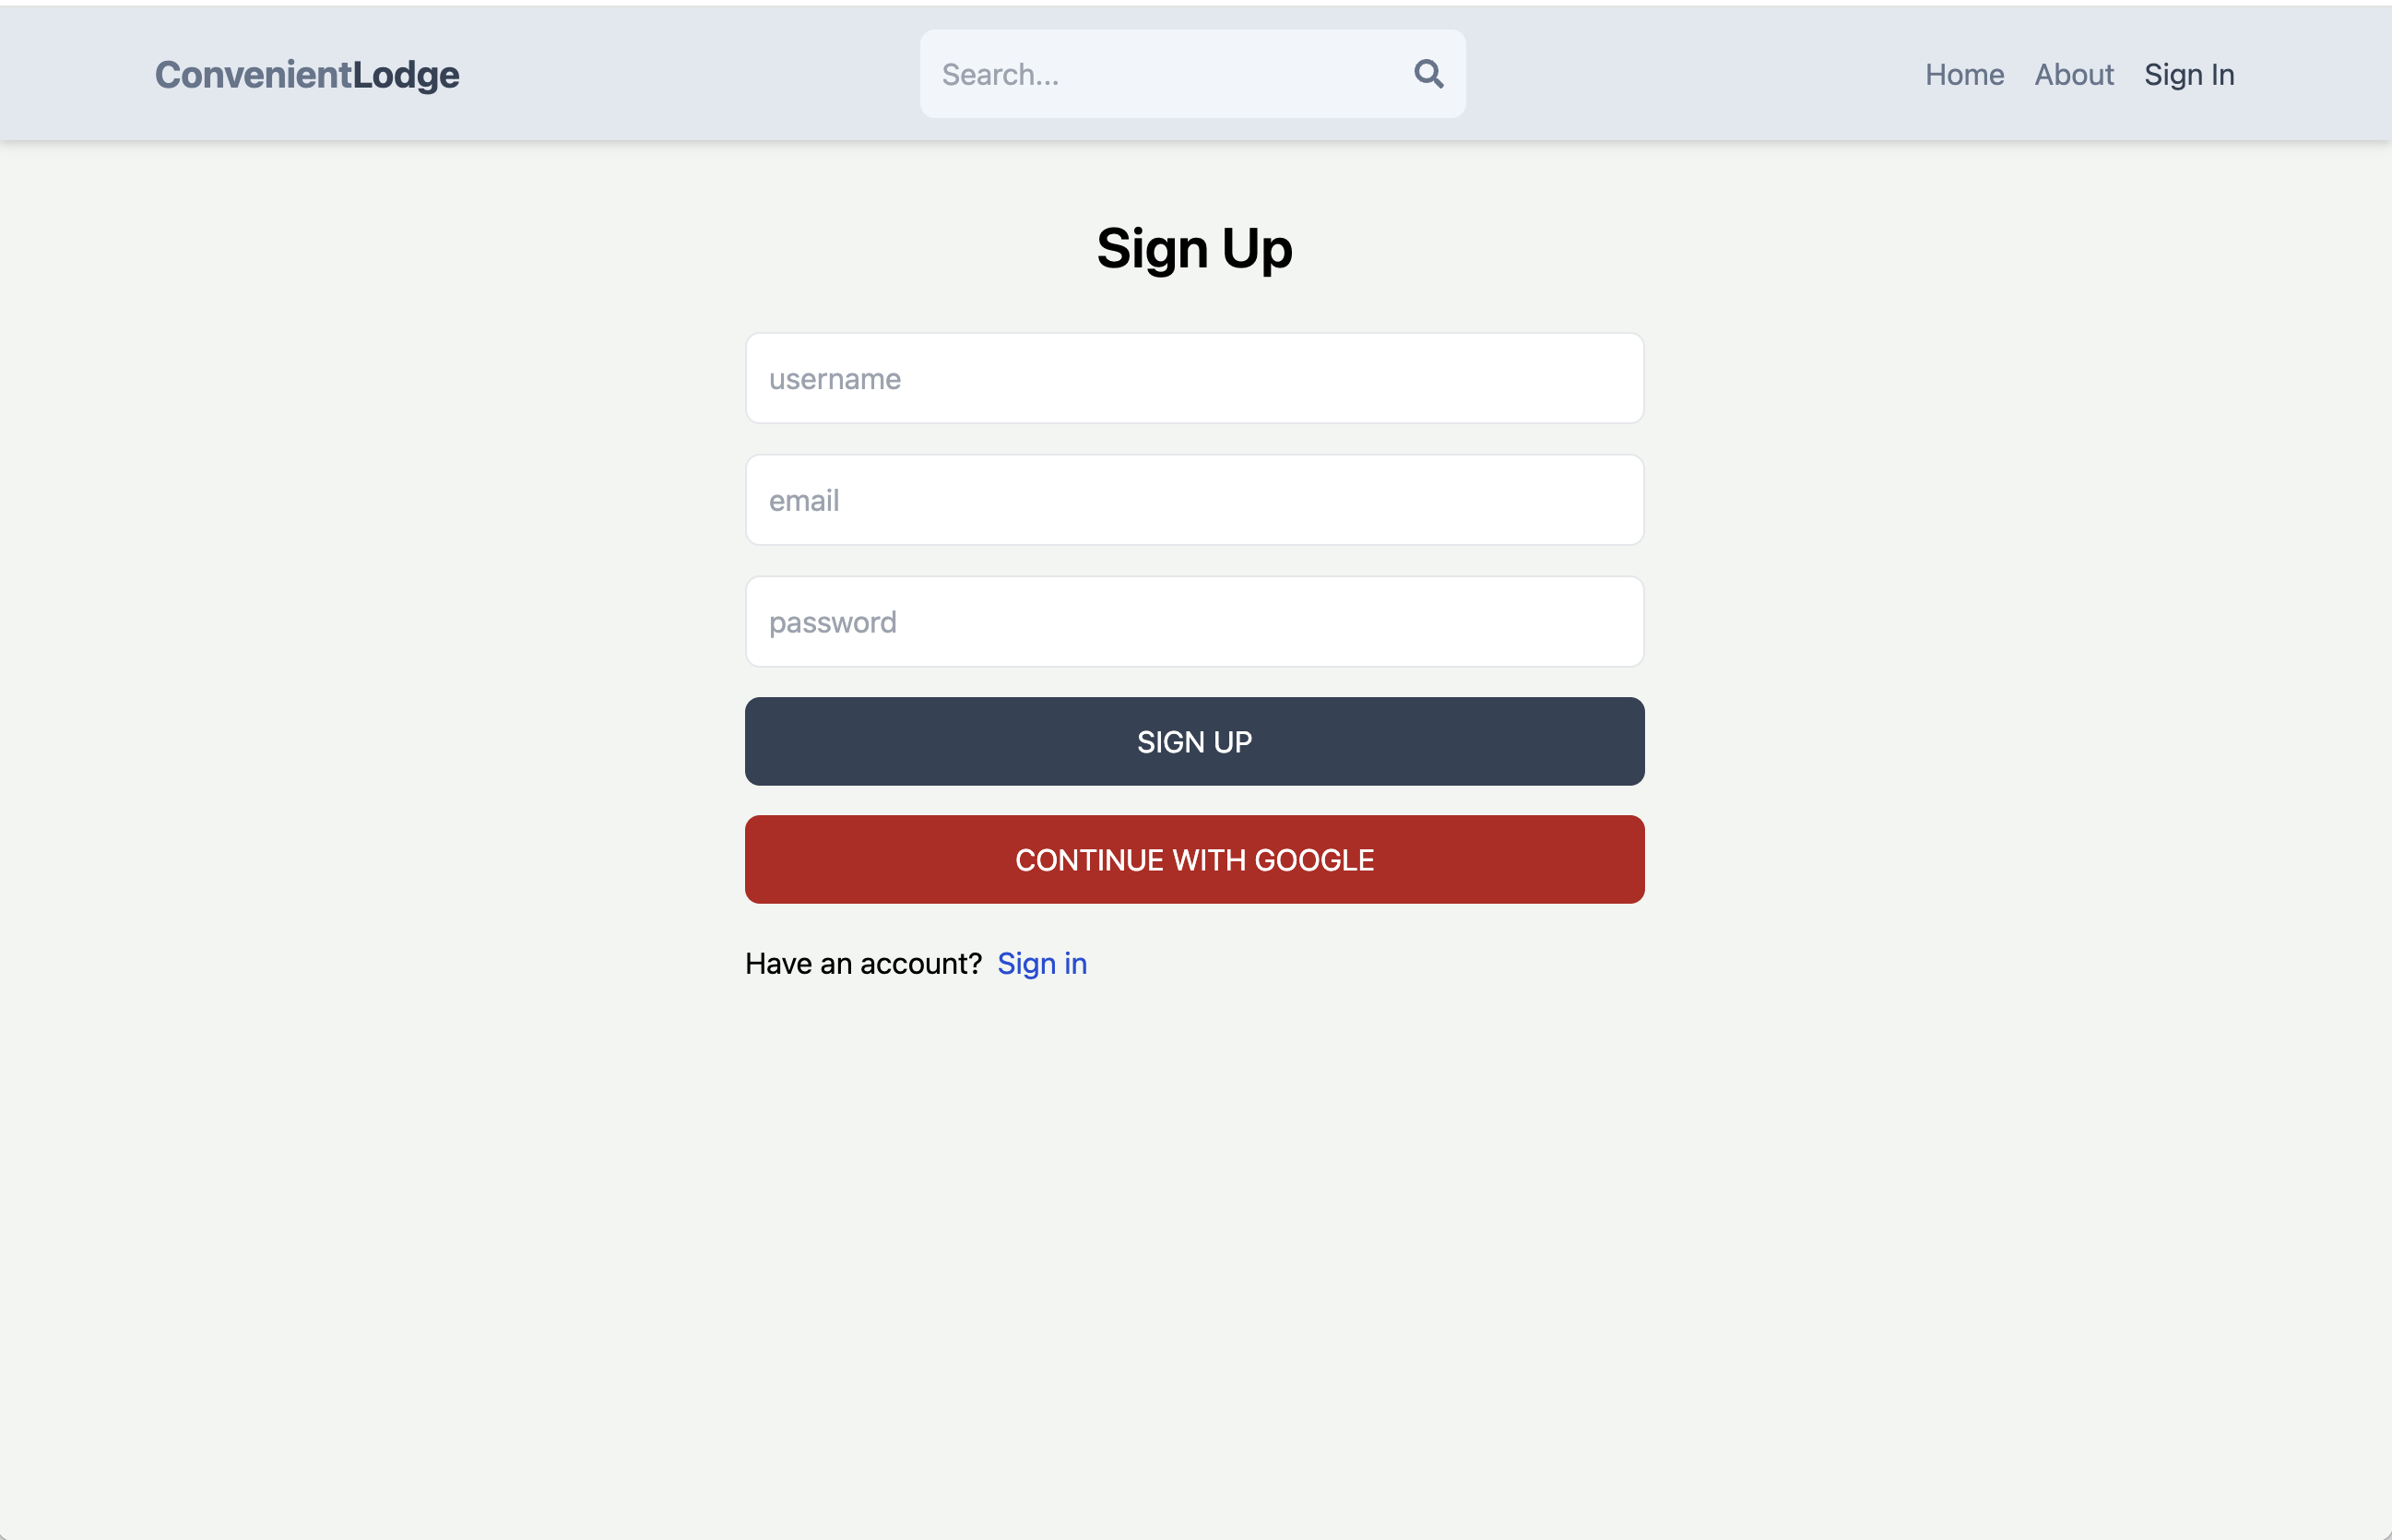 ConvenientLodge
Search...
Home About Sign In
Sign Up
username
email
password
SIGN UP
CONTINUE WITH GOOGLE
Have an account? Sign in